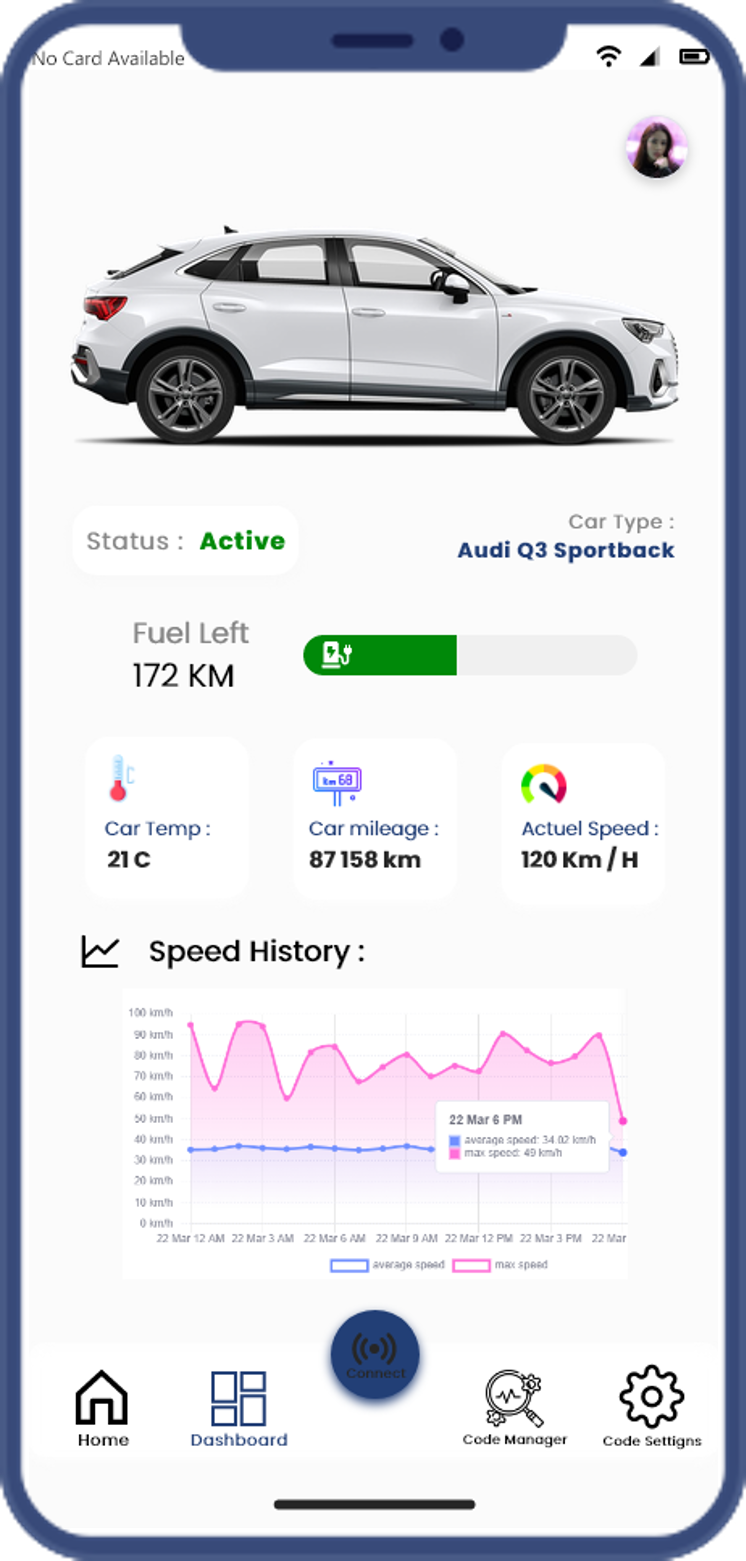 No Card Available
Status : Active
Car Type :
Audi Q3 Sportback
Fuel Left
172 KM
km 68
Car Temp :
21 C
Car mileage :
87 158 km
Actuel Speed :
120 Km / H
Speed History :
100 km/h
90 km/h
80 km/h
70 km/h
60 km/h
50 km/h
40 km/h
30 km/h
20 km/h
10 km/h
0 km/h
22 Mar 6 PM
average speed: 34.02 km/h
max speed: 49 km/h
22 Mar 12 AM 22 Mar 3 AM 22 Mar 6 AM 22 Mar 9 AM 22 Mar 12 PM 22 Mar 3 PM 22 Mar
average speed max speed
Connect
Home Dashboard Code Manager Code Settigns